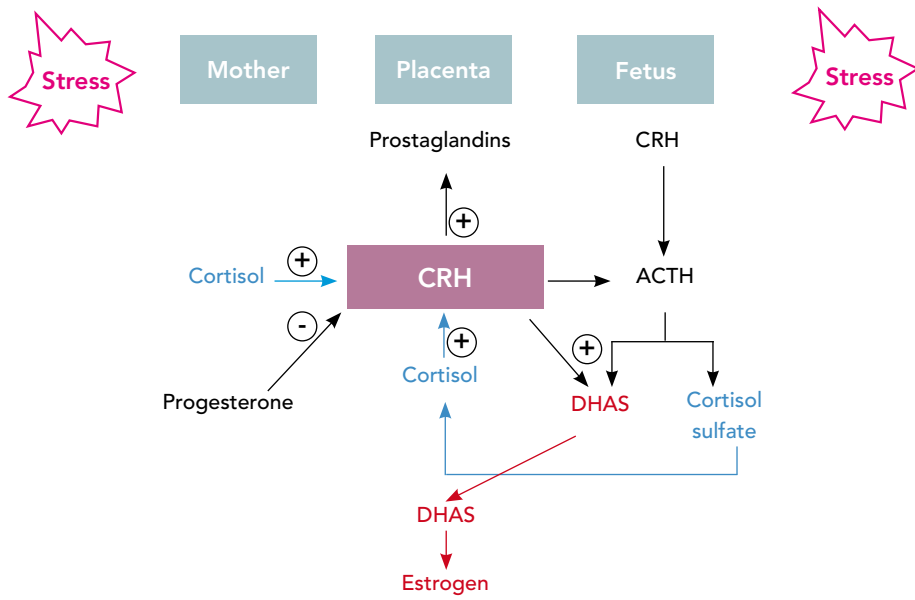 Stress
Mother
Placenta
Fetus
Stress
Prostaglandins
CRH
+
Cortisol
+
CRH
ACTH
-
+
+
Cortisol
Progesterone
DHAS
Cortisol
sulfate
DHAS
Estrogen